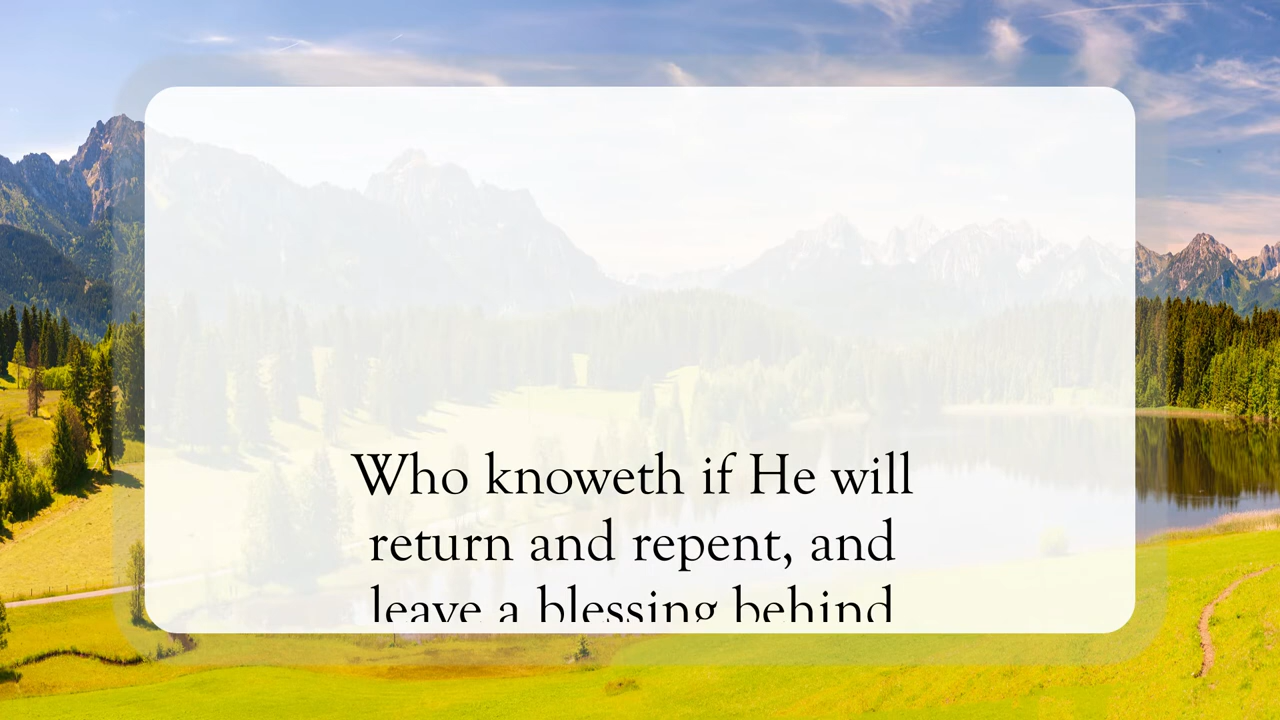 Who knoweth if He will
return and repent, and
leave a blessing behind